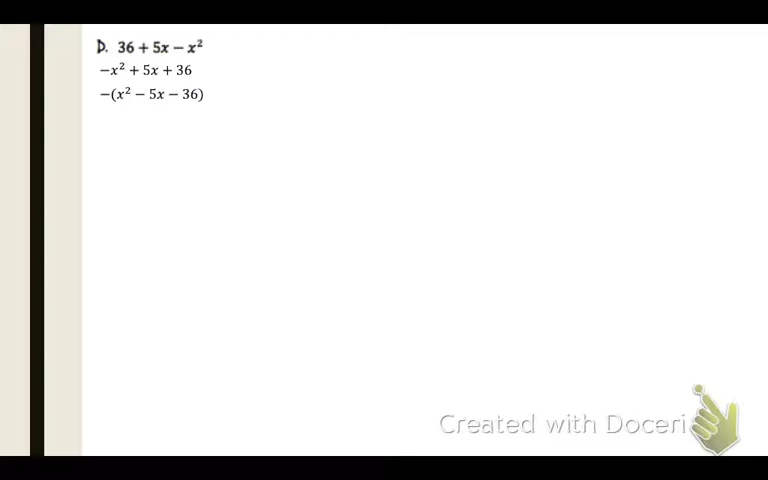 D. 36 + 5x − x²
−x² + 5x + 36
−(x² − 5x − 36)
Created with Doceri